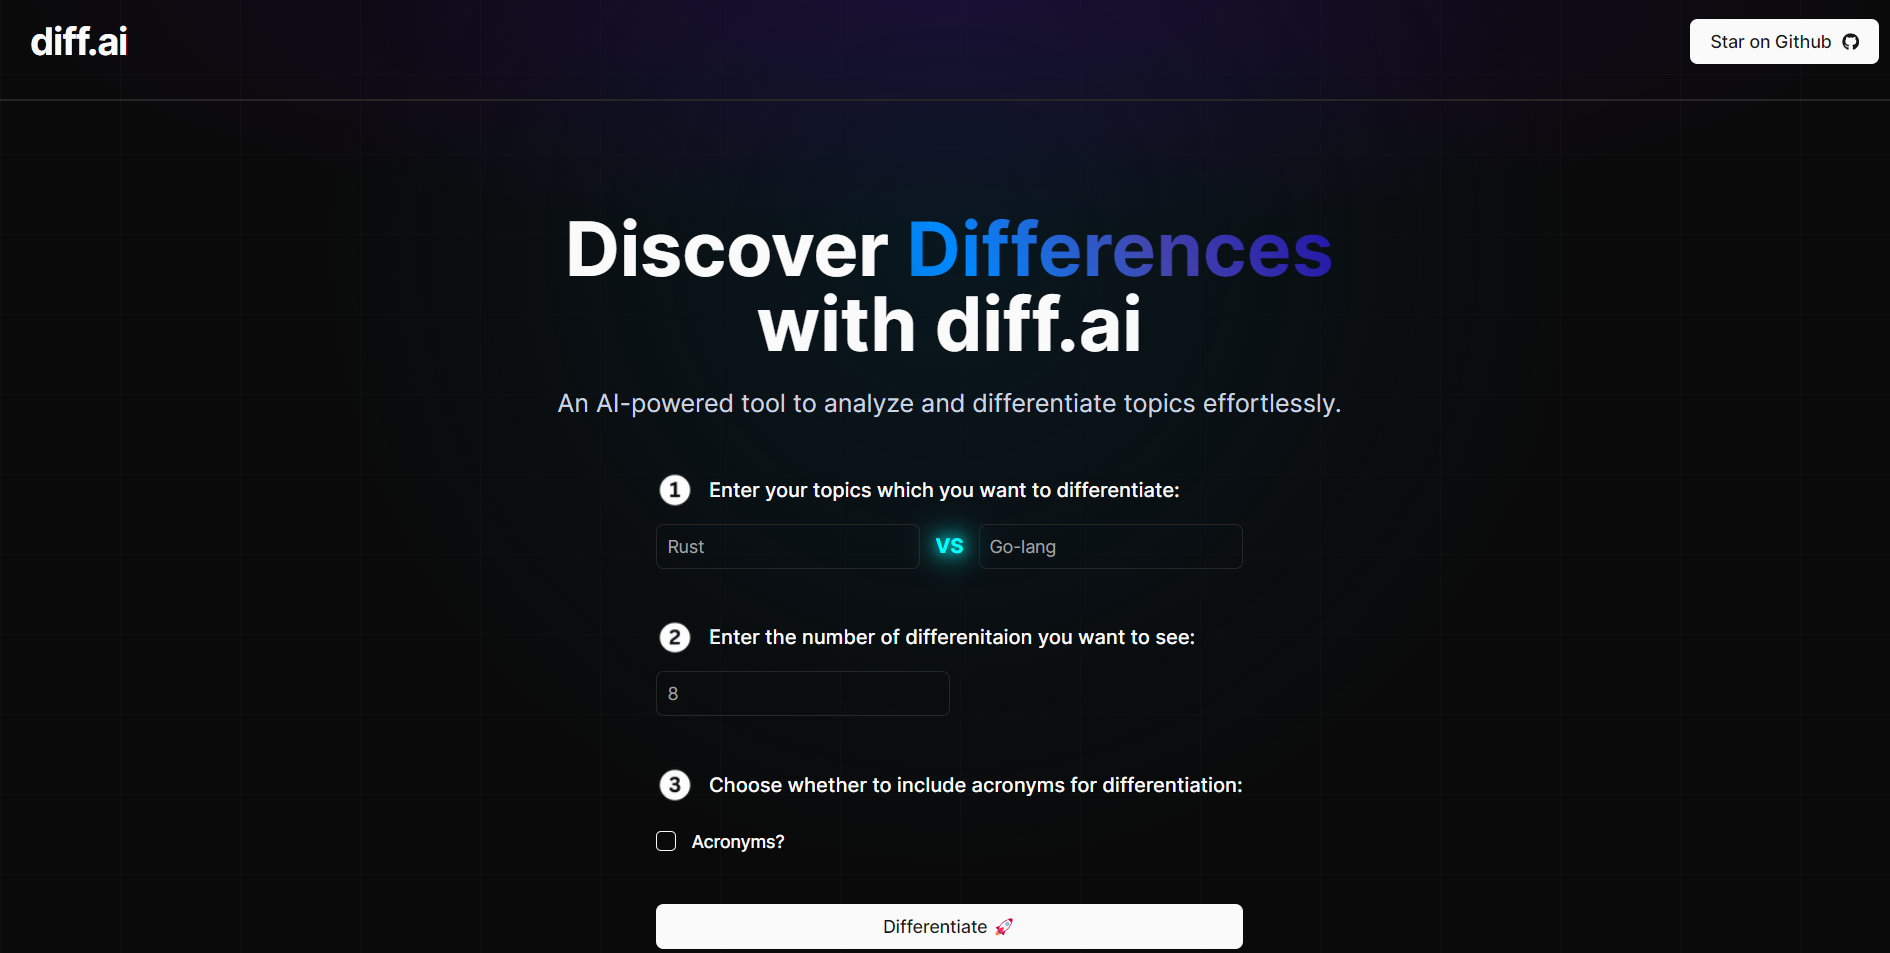 diff.ai
Star on Github
Discover Differences
with diff.ai
An AI-powered tool to analyze and differentiate topics effortlessly.
1 Enter your topics which you want to differentiate:
Rust VS Go-lang
2 Enter the number of differenitaion you want to see:
8
3 Choose whether to include acronyms for differentiation:
Acronyms?
Differentiate 🚀